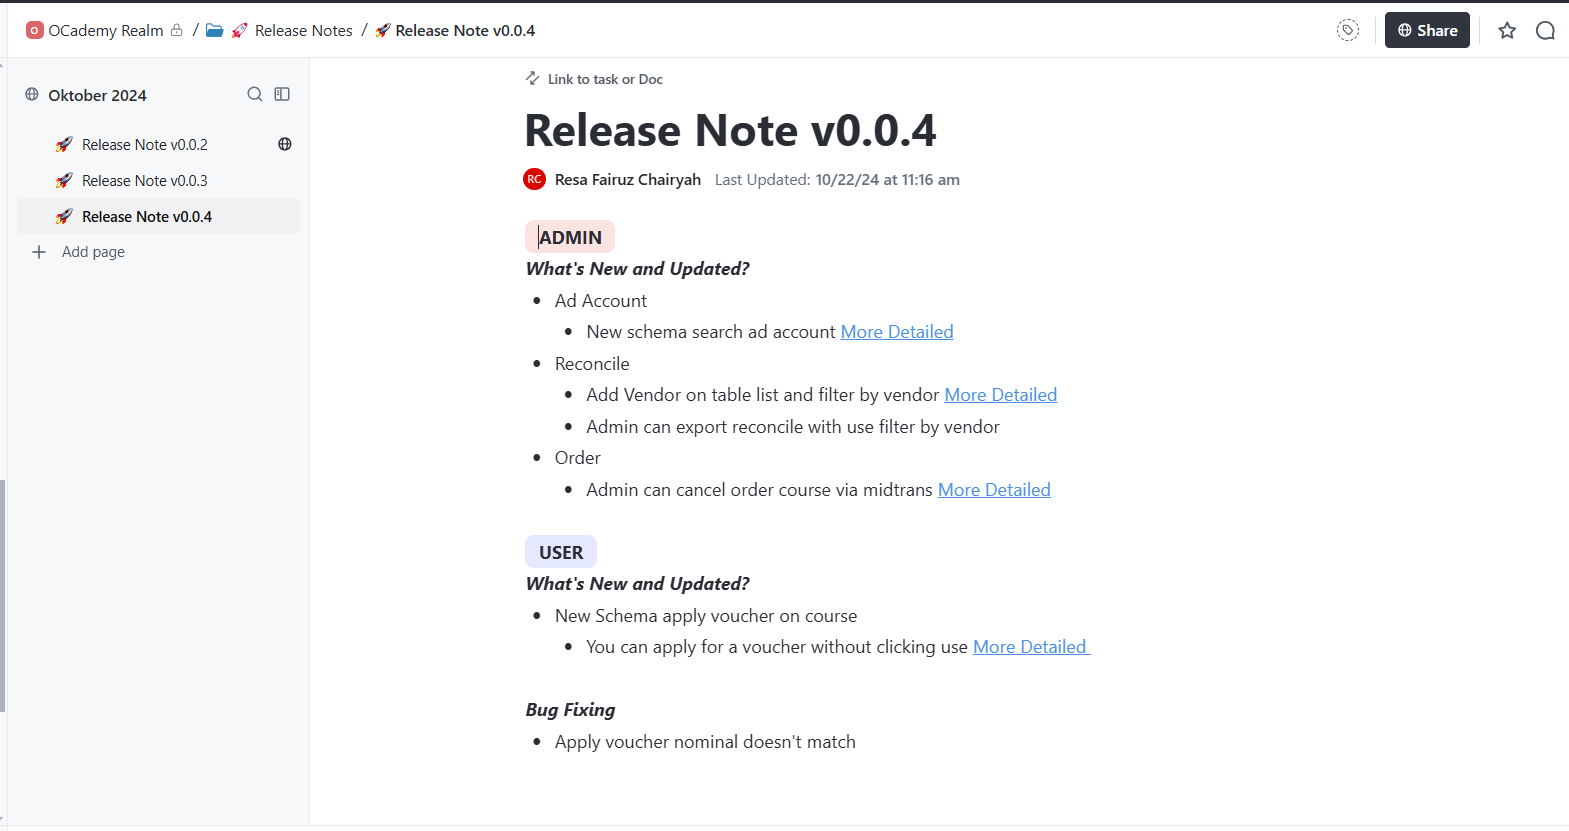 O OCademy Realm / Release Notes / Release Note v0.0.4
Share
Oktober 2024
Release Note v0.0.2
Release Note v0.0.3
Release Note v0.0.4
Add page
Link to task or Doc
Release Note v0.0.4
RC Resa Fairuz Chairyah Last Updated: 10/22/24 at 11:16 am
ADMIN
What's New and Updated?
• Ad Account
• New schema search ad account More Detailed
• Reconcile
• Add Vendor on table list and filter by vendor More Detailed
• Admin can export reconcile with use filter by vendor
• Order
• Admin can cancel order course via midtrans More Detailed
USER
What's New and Updated?
• New Schema apply voucher on course
• You can apply for a voucher without clicking use More Detailed
Bug Fixing
• Apply voucher nominal doesn't match